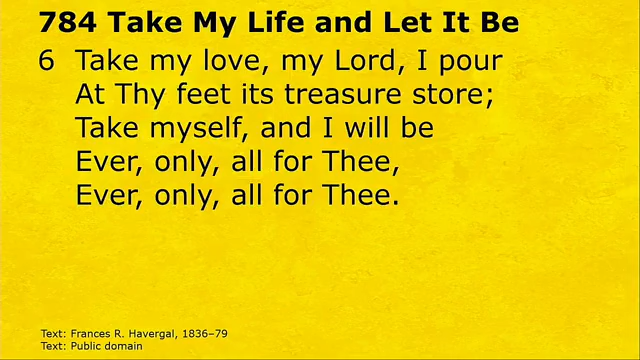 784 Take My Life and Let It Be
6 Take my love, my Lord, I pour
At Thy feet its treasure store;
Take myself, and I will be
Ever, only, all for Thee,
Ever, only, all for Thee.
Text: Frances R. Havergal, 1836–79
Text: Public domain